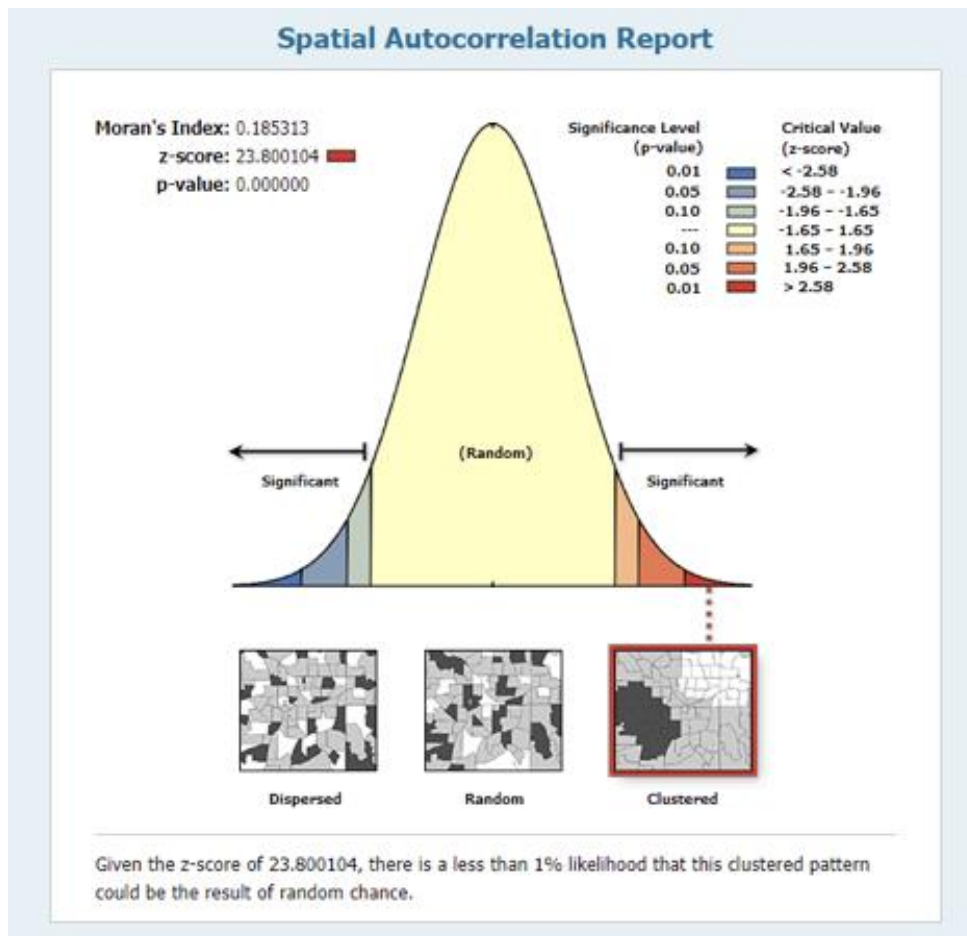 Spatial Autocorrelation Report
Moran's Index: 0.185313
z-score: 23.800104
p-value: 0.000000
Significance Level
(p-value)
Critical Value
(z-score)
0.01 < -2.58
0.05 -2.58 - -1.96
0.10 -1.96 - -1.65
--- -1.65 - 1.65
0.10 1.65 - 1.96
0.05 1.96 - 2.58
0.01 > 2.58
(Random)
Significant
Significant
Dispersed
Random
Clustered
Given the z-score of 23.800104, there is a less than 1% likelihood that this clustered pattern
could be the result of random chance.